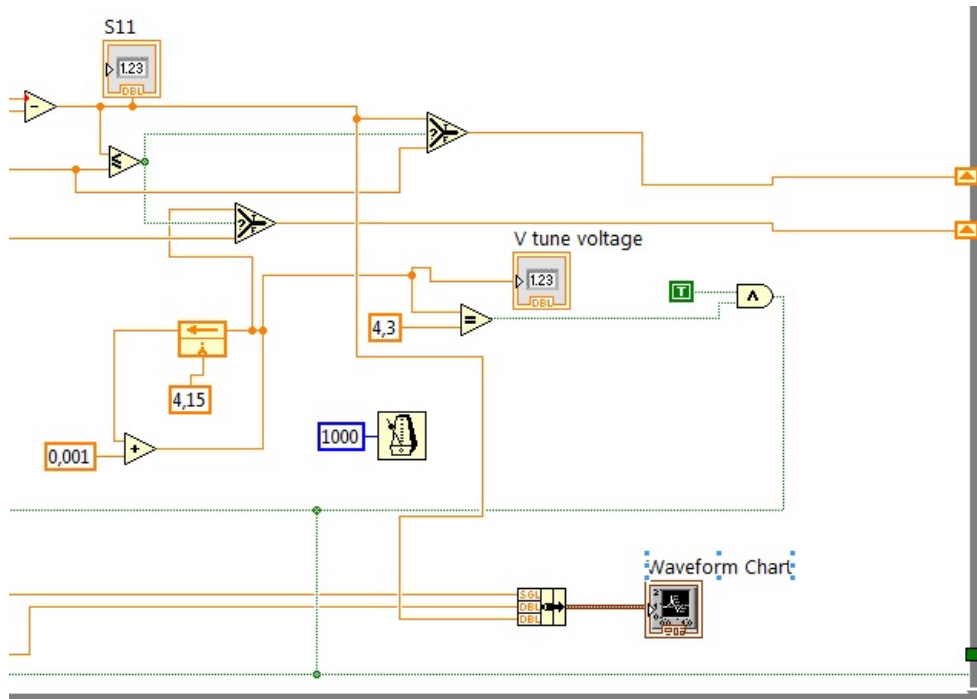 S11
1.23
DBL
V tune voltage
1.23
DBL
T
4,3
4,15
1000
0,001
Waveform Chart
SGL
DBL
DBL